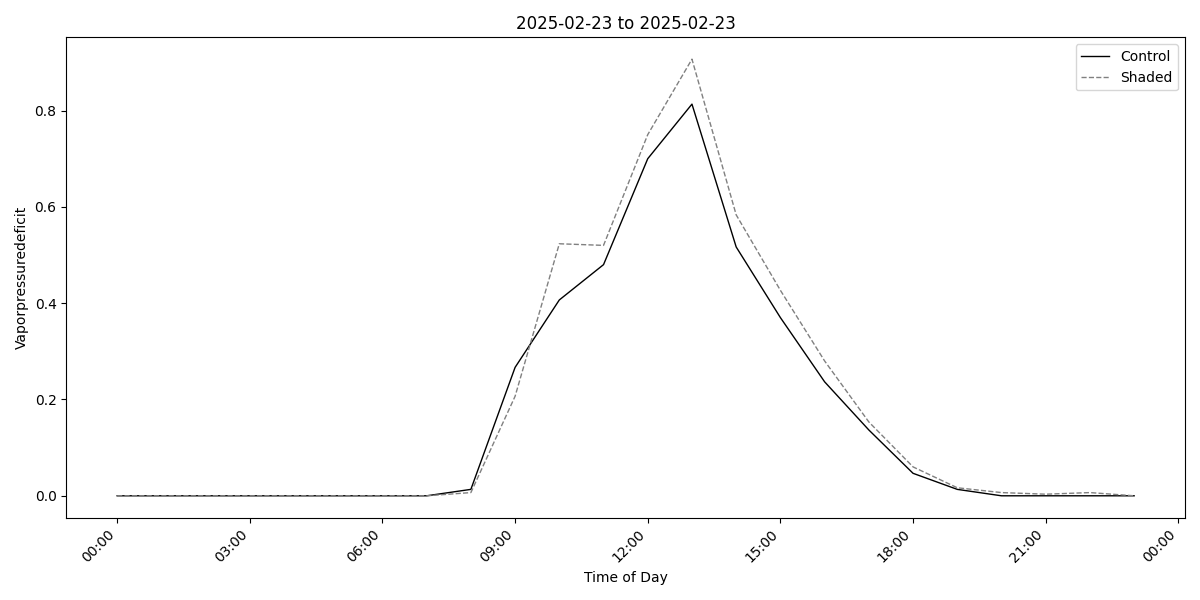 2025-02-23 to 2025-02-23
Control
Shaded
Vaporpressuredeficit
0.8
0.6
0.4
0.2
0.0
00:00
03:00
06:00
09:00
12:00
15:00
18:00
21:00
00:00
Time of Day